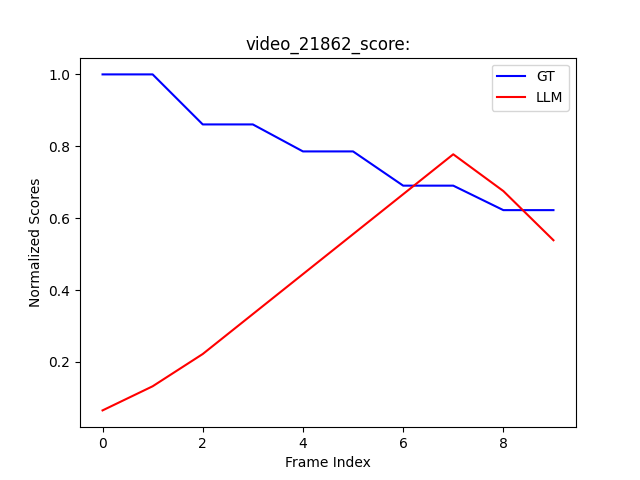 video_21862_score:
GT
LLM
1.0
0.8
0.6
0.4
0.2
Normalized Scores
0 2 4 6 8
Frame Index